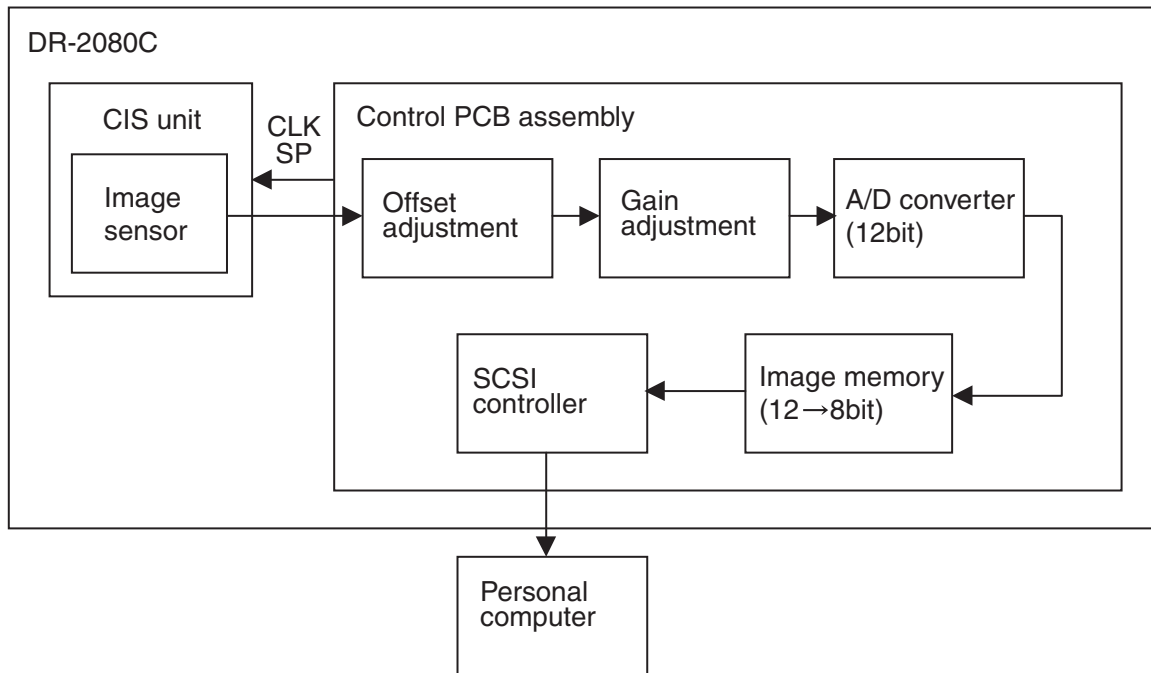 DR-2080C
CIS unit
CLK
SP
Control PCB assembly
Image
sensor
Offset
adjustment
Gain
adjustment
A/D converter
(12bit)
SCSI
controller
Image memory
(12→8bit)
Personal
computer